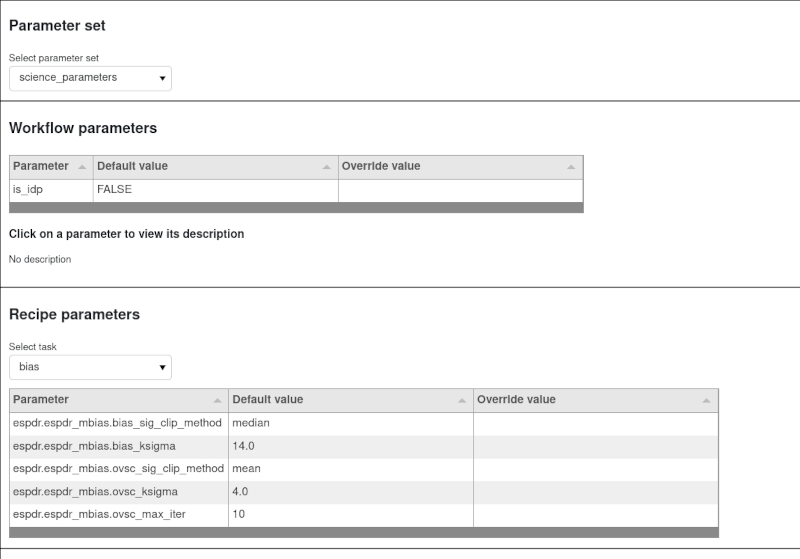 Parameter set
Select parameter set
science_parameters
Workflow parameters
Parameter Default value Override value
is_idp FALSE
Click on a parameter to view its description
No description
Recipe parameters
Select task
bias
Parameter Default value Override value
espdr.espdr_mbias.bias_sig_clip_method median
espdr.espdr_mbias.bias_ksigma 14.0
espdr.espdr_mbias.ovsc_sig_clip_method mean
espdr.espdr_mbias.ovsc_ksigma 4.0
espdr.espdr_mbias.ovsc_max_iter 10